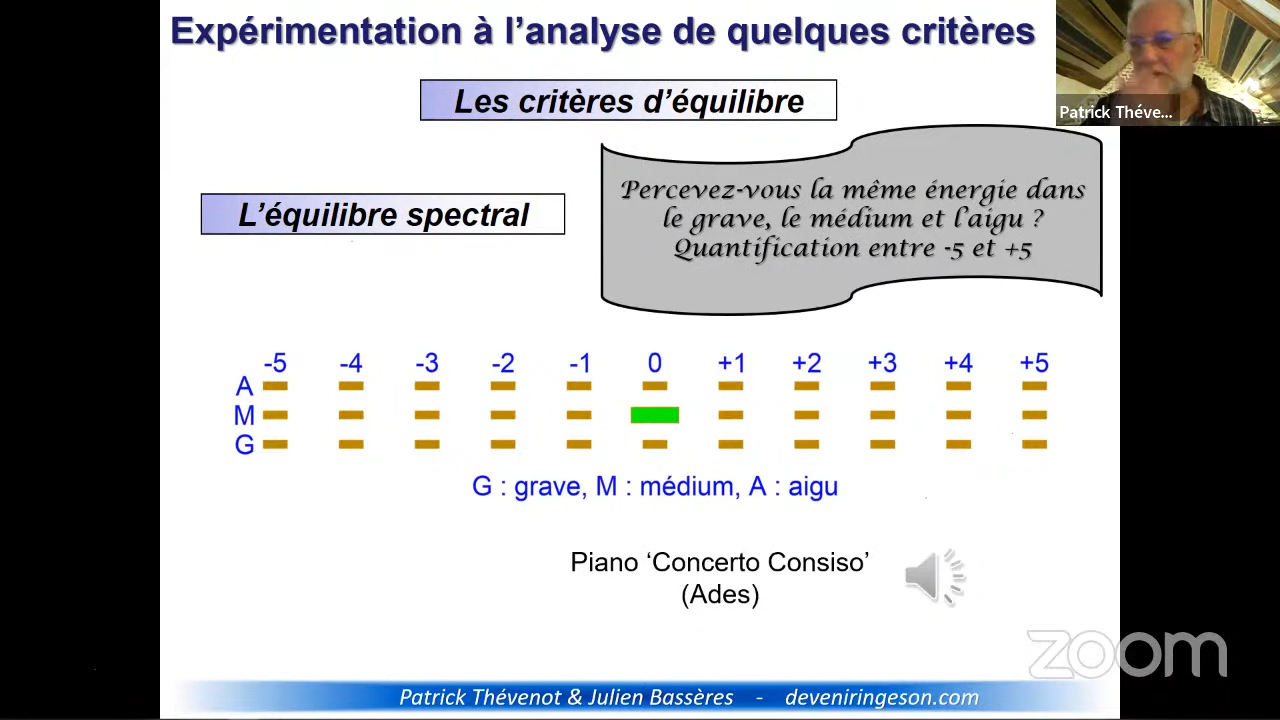 Expérimentation à l’analyse de quelques critères
Patrick Théve...
Les critères d’équilibre
Percevez-vous la même énergie dans
le grave, le médium et l’aigu ?
Quantification entre -5 et +5
L’équilibre spectral
-5 -4 -3 -2 -1 0 +1 +2 +3 +4 +5
A
M
G
G : grave, M : médium, A : aigu
Piano ‘Concerto Consiso’
(Ades)
zoom
Patrick Thévenot & Julien Bassères - deveniringeson.com